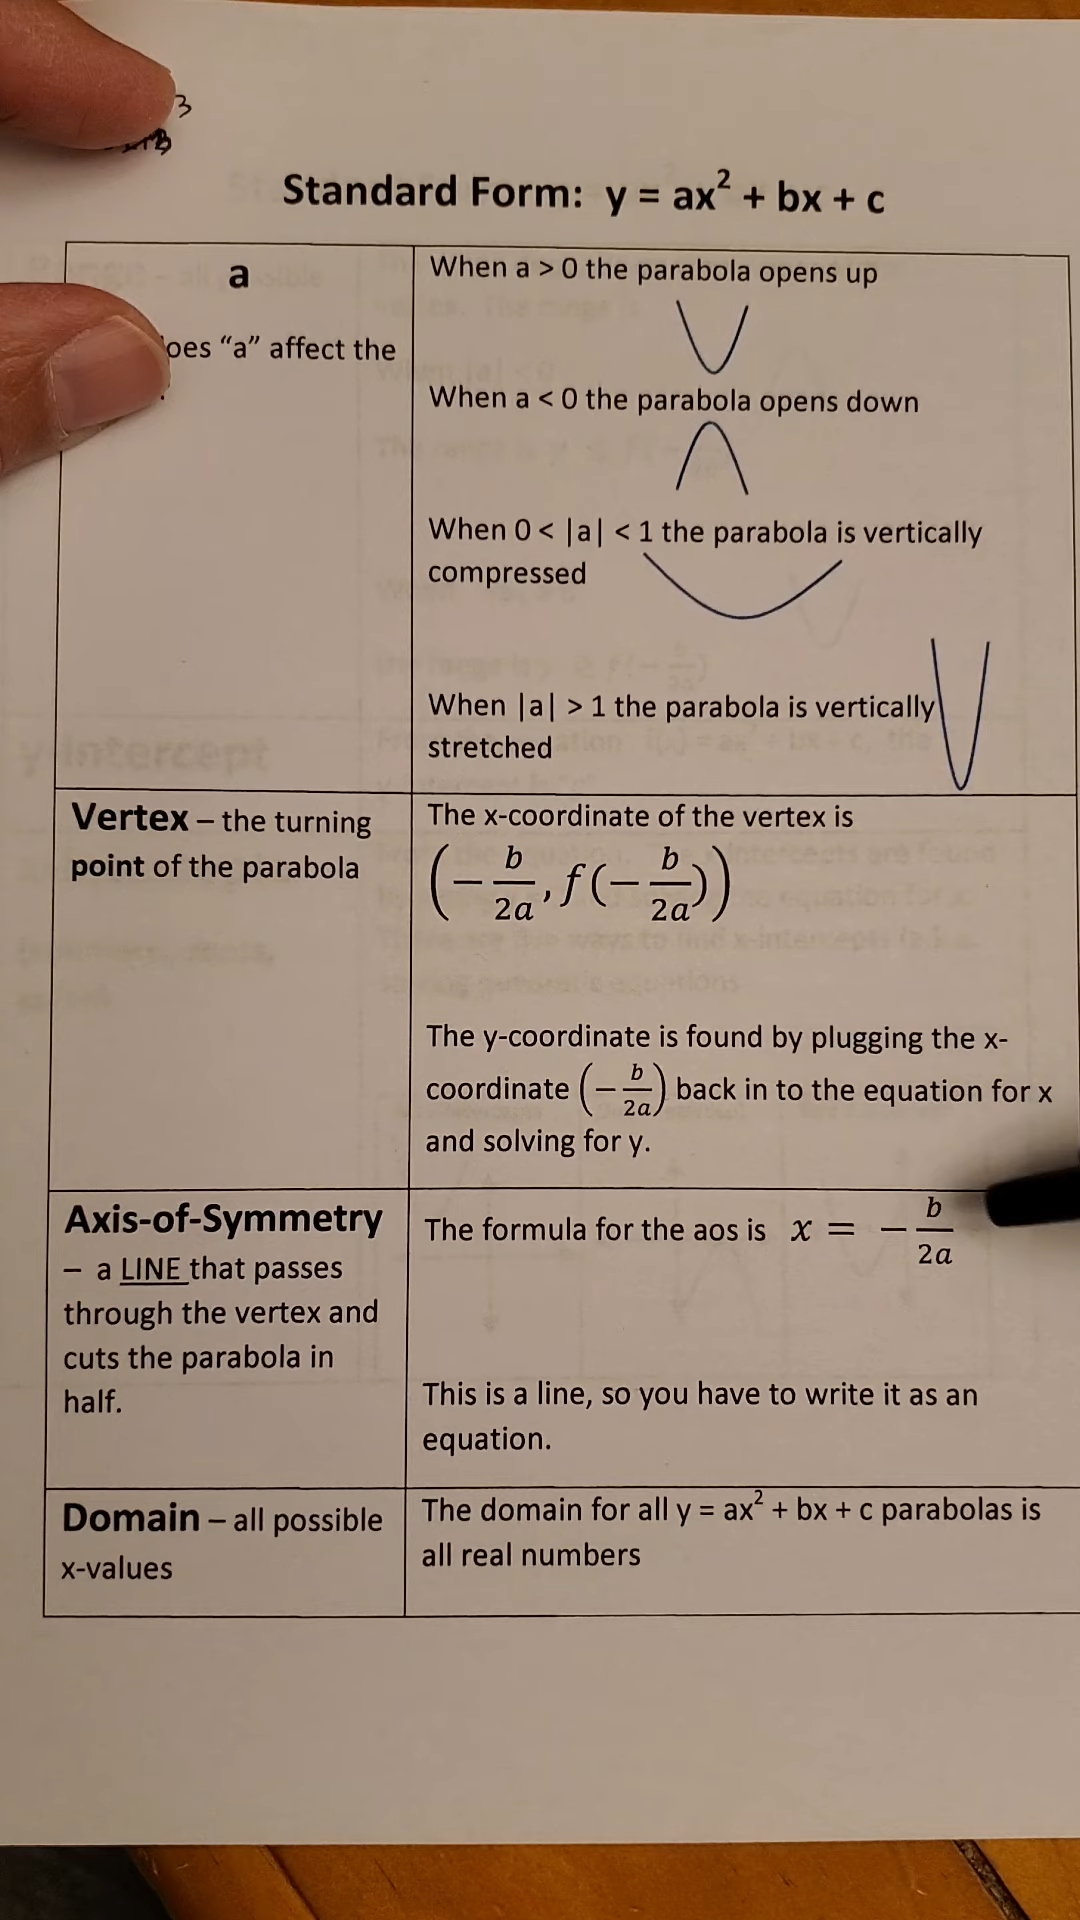 3
Standard Form: y = ax² + bx + c
a
oes “a” affect the
When a > 0 the parabola opens up
When a < 0 the parabola opens down
When 0 < |a| < 1 the parabola is vertically
compressed
When |a| > 1 the parabola is vertically
stretched
Vertex – the turning
point of the parabola
The x-coordinate of the vertex is
(−b/2a, f(−b/2a))
The y-coordinate is found by plugging the x-
coordinate (−b/2a) back in to the equation for x
and solving for y.
Axis-of-Symmetry
– a LINE that passes
through the vertex and
cuts the parabola in
half.
The formula for the aos is x = −b/2a
This is a line, so you have to write it as an
equation.
Domain – all possible
x-values
The domain for all y = ax² + bx + c parabolas is
all real numbers